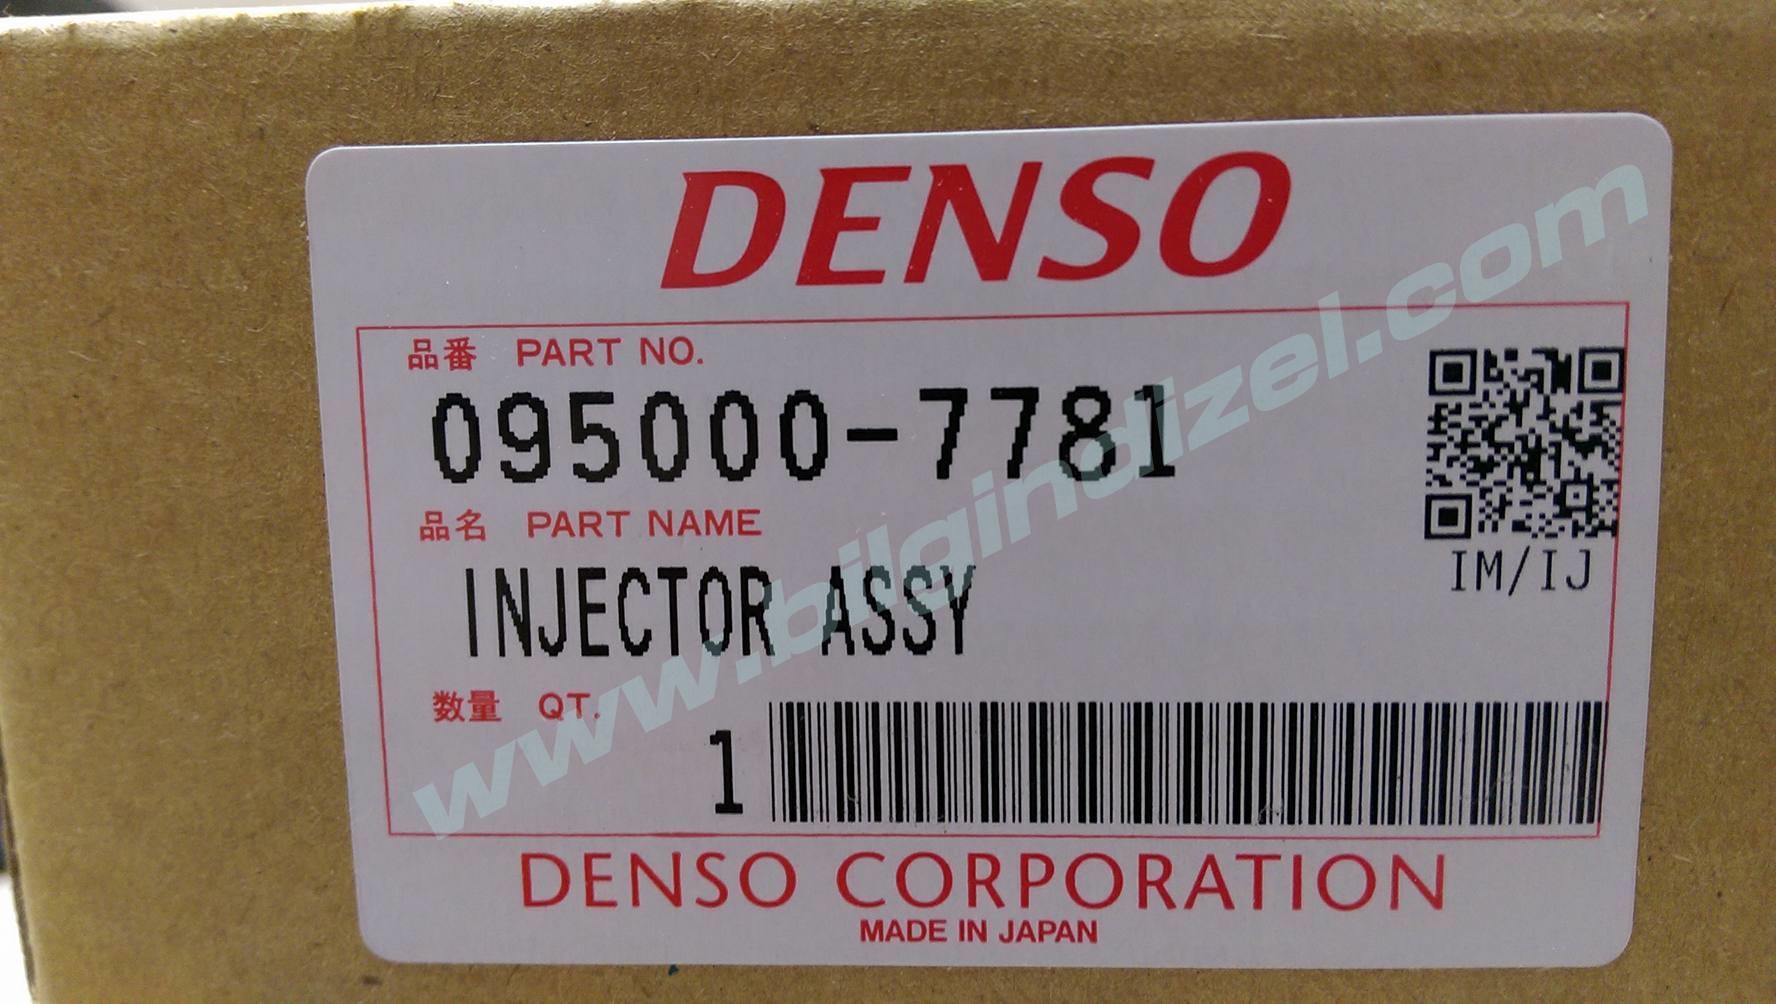 DENSO
品番 PART NO.
095000-7781
品名 PART NAME
INJECTOR ASSY
IM/IJ
数量 QT.
1
DENSO CORPORATION
MADE IN JAPAN
www.bilgindizel.com